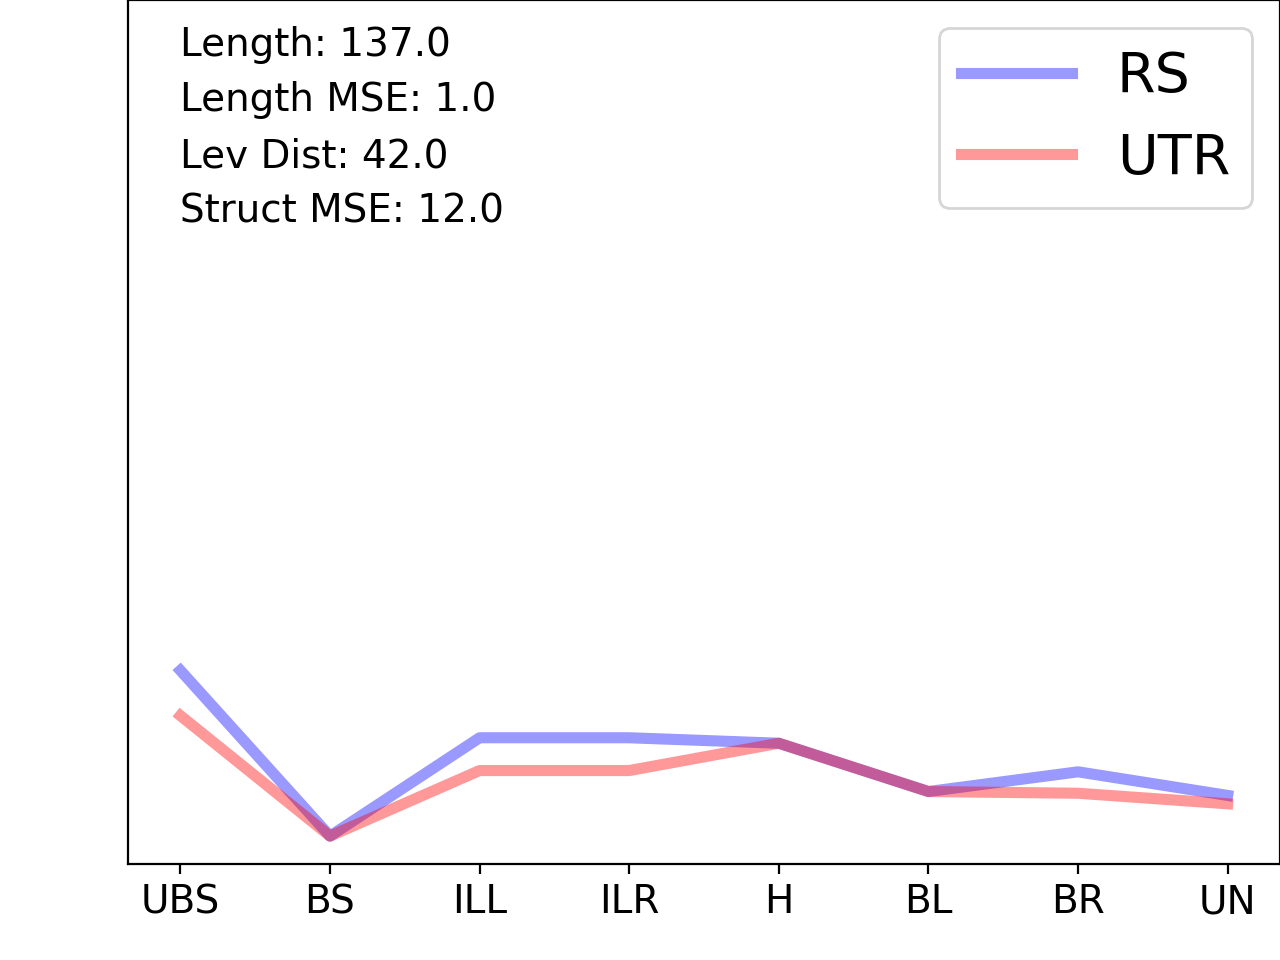 Length: 137.0
Length MSE: 1.0
Lev Dist: 42.0
Struct MSE: 12.0
RS
UTR
UBS BS ILL ILR H BL BR UN